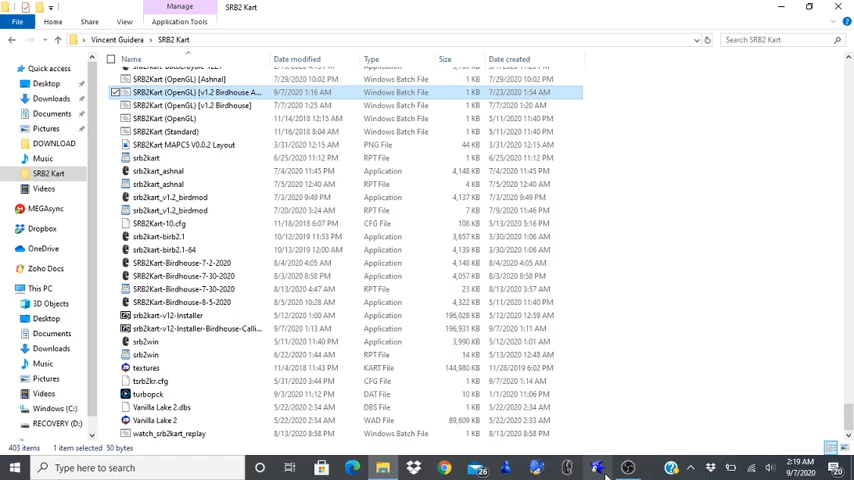 Manage
SRB2 Kart
File Home Share View Application Tools
Vincent Guidera > SRB2 Kart
Search SRB2 Kart
Name Date modified Type Size Date created
SRB2Kart (OpenGL) [Ashnal] 7/29/2020 10:02 PM Windows Batch File 1 KB 7/29/2020 10:02 PM
SRB2Kart (OpenGL) [v1.2 Birdhouse A... 9/7/2020 1:16 AM Windows Batch File 1 KB 7/23/2020 1:54 AM
SRB2Kart (OpenGL) [v1.2 Birdhouse] 7/7/2020 1:25 AM Windows Batch File 1 KB 7/7/2020 1:20 AM
SRB2Kart (OpenGL) 11/14/2018 12:15 AM Windows Batch File 1 KB 5/11/2020 11:40 PM
SRB2Kart (Standard) 11/16/2018 8:04 AM Windows Batch File 1 KB 5/11/2020 11:40 PM
SRB2Kart MAPC5 V0.0.2 Layout 3/31/2020 12:15 AM PNG File 44 KB 3/31/2020 12:15 AM
srb2kart 6/25/2020 11:12 PM RPT File 1 KB 6/25/2020 11:12 PM
srb2kart_ashnal 7/4/2020 11:45 PM Application 4,148 KB 7/4/2020 11:45 PM
srb2kart_ashnal 7/5/2020 12:40 AM RPT File 4 KB 7/5/2020 12:40 AM
srb2kart_v1.2_birdmod 7/3/2020 9:49 PM Application 4,137 KB 7/3/2020 9:49 PM
srb2kart_v1.2_birdmod 7/20/2020 3:24 AM RPT File 7 KB 7/9/2020 11:46 PM
SRB2Kart-10.cfg 11/18/2018 6:07 PM CFG File 108 KB 5/13/2020 5:16 PM
srb2kart-birb2.1 10/12/2019 11:53 PM Application 3,657 KB 3/30/2020 1:06 AM
srb2kart-birb2.1-64 10/13/2019 12:00 AM Application 4,139 KB 3/30/2020 1:06 AM
SRB2Kart-Birdhouse-7-2-2020 8/4/2020 4:05 AM Application 4,148 KB 8/4/2020 4:05 AM
SRB2Kart-Birdhouse-7-30-2020 8/3/2020 8:58 PM Application 4,057 KB 8/3/2020 8:58 PM
SRB2Kart-Birdhouse-7-30-2020 8/13/2020 4:47 AM RPT File 23 KB 8/13/2020 3:57 AM
SRB2Kart-Birdhouse-8-5-2020 8/5/2020 10:28 AM Application 4,322 KB 5/11/2020 11:40 PM
srb2kart-v12-Installer 5/12/2020 1:00 AM Application 196,028 KB 5/12/2020 12:59 AM
srb2kart-v12-Installer-Birdhouse-Calli... 9/7/2020 1:13 AM Application 196,931 KB 9/7/2020 1:11 AM
srb2win 5/11/2020 11:40 PM Application 3,990 KB 5/12/2020 1:01 AM
srb2win 6/22/2020 1:44 AM RPT File 14 KB 5/13/2020 12:48 AM
textures 11/4/2018 11:43 PM KART File 144,980 KB 11/28/2019 6:02 PM
tsrb2kr.cfg 5/31/2020 3:44 PM CFG File 1 KB 9/7/2020 1:14 AM
turbopck 9/3/2020 11:12 PM DAT File 10 KB 1/1/2020 11:06 PM
Vanilla Lake 2.dbs 5/22/2020 2:34 AM DBS File 1 KB 5/22/2020 2:34 AM
Vanilla Lake 2 5/22/2020 2:34 AM WAD File 89,609 KB 5/22/2020 2:34 AM
watch_srb2kart_replay 8/13/2020 8:58 PM Windows Batch File 1 KB 8/13/2020 8:58 PM
Quick access
Desktop
Downloads
Documents
Pictures
DOWNLOAD
Music
SRB2 Kart
Videos
MEGAsync
Dropbox
OneDrive
Zoho Docs
This PC
3D Objects
Desktop
Documents
Downloads
Music
Pictures
Videos
Windows (C:)
RECOVERY (D:)
403 items 1 item selected 50 bytes
Type here to search
26
2:19 AM
9/7/2020
20